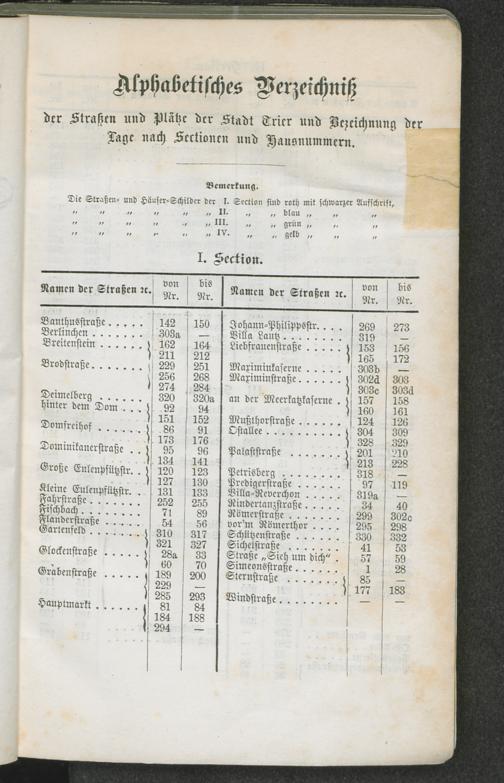 Alphabetisches Verzeichniß
der Straßen und Plätze der Stadt Trier und Bezeichnung der
Lage nach Sectionen und Hausnummern.
Bemerkung.
Die Straßen- und Häuser-Schilder der I. Section sind roth mit schwarzer Aufschrift,
„ „ „ „ „ II. „ „ blau „ „ „
„ „ „ „ „ III. „ „ grün „ „ „
„ „ „ „ „ IV. „ „ gelb „ „ „
I. Section.
Namen der Straßen ꝛc. von Nr. bis Nr.
Banthusstraße . . . . . 142 150
Berlinchen . . . . . . 303a —
Breitenstein . . . . . 162 164
211 212
Brodstraße . . . . . . 229 251
256 268
274 284
Deimelberg . . . . . . 320 320a
hinter dem Dom . . . 92 94
151 152
Domfreihof . . . . . . 86 91
173 176
Dominikanerstraße . . 95 96
134 141
Große Eulenpfützstr. . . 120 123
127 130
Kleine Eulenpfützstr. . . 131 133
Fahrstraße . . . . . . 252 255
Fischbach . . . . . . . 71 89
Flanderstraße . . . . . 54 56
Gartenfeld . . . . . . 310 317
321 327
Glockenstraße . . . . . 28a 33
60 70
Grabenstraße . . . . . 189 200
229 —
285 293
Hauptmarkt . . . . . . 81 84
184 188
294 —
Namen der Straßen ꝛc. von Nr. bis Nr.
Johann-Philippsstr. . . . 269 273
Villa Lautz . . . . . . . 319 —
Liebfrauenstraße . . . . 153 156
165 172
Maximinkaserne . . . . . 303b —
Maximinstraße . . . . . 302d 303
303c 303d
an der Meerkatzkaserne . 157 158
160 161
Mußthorstraße . . . . . 124 126
Ostallee . . . . . . . . 304 309
328 329
Palaststraße . . . . . . 201 210
213 228
Petrisberg . . . . . . . 318 —
Predigerstraße . . . . . 97 119
Villa-Reverchon . . . . . 319a —
Rindertanzstraße . . . . 34 40
Römerstraße . . . . . . 299 302c
vor'm Römerthor . . . . 295 298
Schützenstraße . . . . . 330 332
Sichelstraße . . . . . . 41 53
Straße „Sieh um dich“ 57 59
Simeonsstraße . . . . . 1 28
Sternstraße . . . . . . . 85 —
177 183
Windstraße . . . . . . . — —